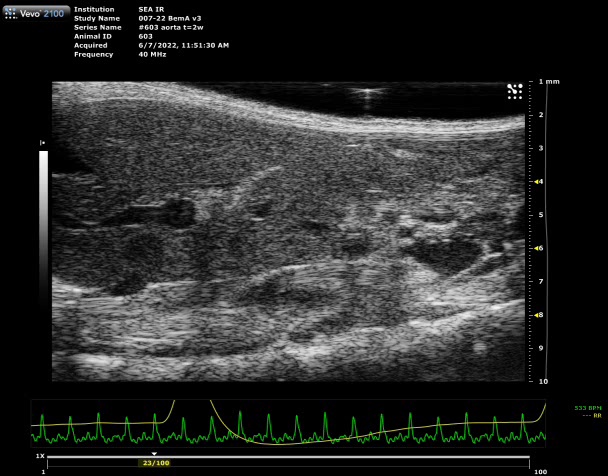 Vevo 2100
Institution SEA IR
Study Name 007-22 BemA v3
Series Name #603 aorta t=2w
Animal ID 603
Acquired 6/7/2022, 11:51:30 AM
Frequency 40 MHz
1 mm
2
3
4
5
6
7
8
9
10
533 BPM
--- RR
1X
23/100
1
100